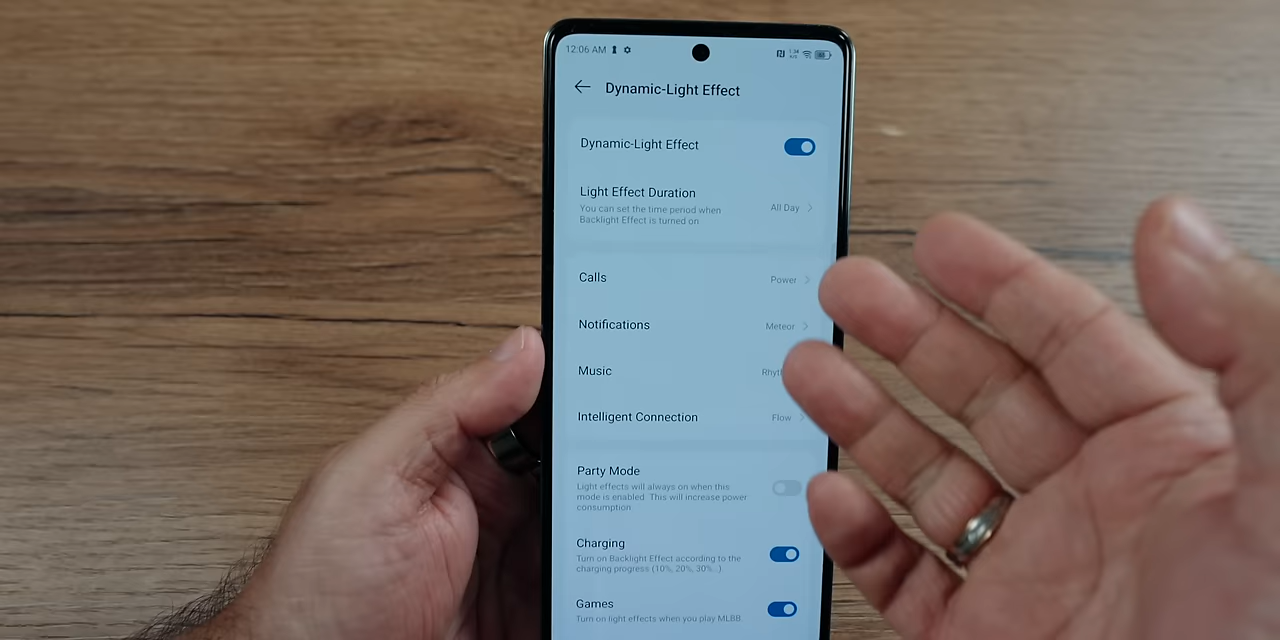 12:06 AM
Dynamic-Light Effect
Dynamic-Light Effect
Light Effect Duration
You can set the time period when
Backlight Effect is turned on
All Day
Calls
Power
Notifications
Meteor
Music
Intelligent Connection
Flow
Party Mode
Light effects will always on when this
mode is enabled. This will increase power
consumption
Charging
Turn on Backlight Effect according to the
charging progress (10%, 20%, 30%...)
Games
Turn on light effects when you play MLBB.